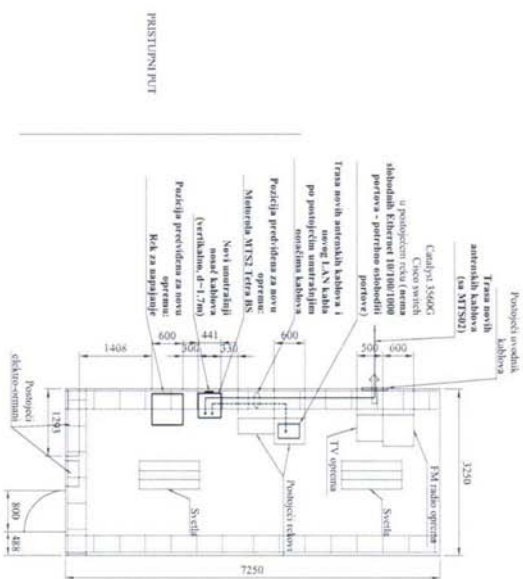 Postojeći uvodnik
kablova
Trasa novih
antenskih kablova
(sa MTS02)
Catalyst 3560G
Cisco switch
u postojećem reku (nema
slobodnih Ethernet 10/100/1000
portova - potrebno osloboditi
portove)
Trasa novih antenskih kablova i
novog LAN kabla
po postojećim unutrašnjim
nosačima kablova
Pozicija predviđena za novu
opremu:
Motorola MTS2 Tetra BS
Novi unutrašnji
nosač kablova
(vertikalno, d=1.7m)
Pozicija predviđena za novu
opremu:
Rek za napajanje
PRISTUPNI PUT
3250
600
500
600
330
441
300
600
1408
FM radio oprema
TV oprema
Svetla
Postojeći rekovi
Svetla
1293
Postojeći
elektro-ormani
800
488
7250